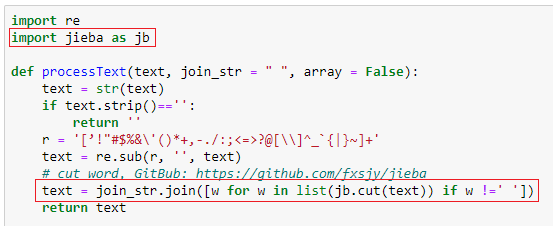 import re
import jieba as jb
def processText(text, join_str = " ", array = False):
text = str(text)
if text.strip()=='':
return ''
r = '[’!"#$%&\'()*+,-./:;<=>?@[\\]^_`{|}~]+'
text = re.sub(r, '', text)
# cut word, GitBub: https://github.com/fxsjy/jieba
text = join_str.join([w for w in list(jb.cut(text)) if w !=' '])
return text